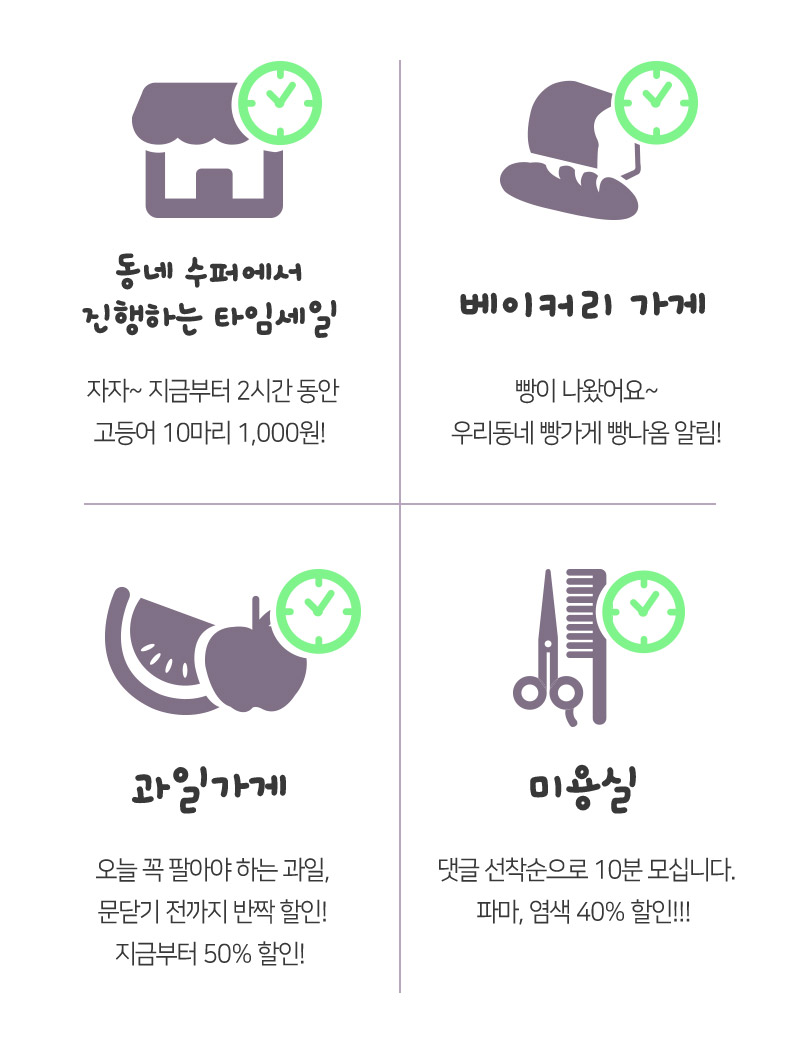 동네 수퍼에서
진행하는 타임세일
자자~ 지금부터 2시간 동안
고등어 10마리 1,000원!
베이커리 가게
빵이 나왔어요~
우리동네 빵가게 빵나옴 알림!
과일가게
오늘 꼭 팔아야 하는 과일,
문닫기 전까지 반짝 할인!
지금부터 50% 할인!
미용실
댓글 선착순으로 10분 모십니다.
파마, 염색 40% 할인!!!